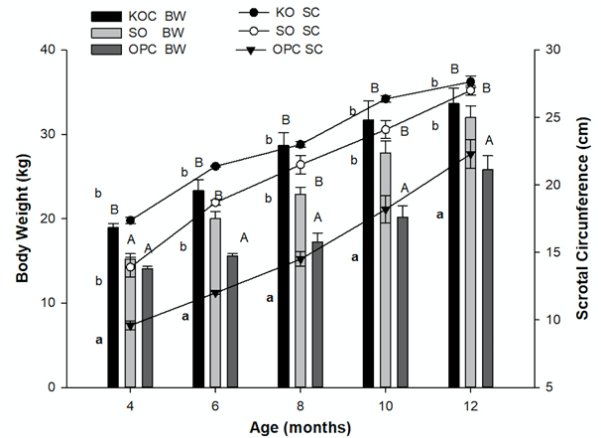 KOC BW KO SC
SO BW SO SC
OPC BW OPC SC
40 30
30 25
20 20
15
10 10
0 5
Body Weight (kg)
Scrotal Circumference (cm)
b B b B b B b B b B
b A A b B A b B A b B A b B A
a a a a a
4 6 8 10 12
Age (months)